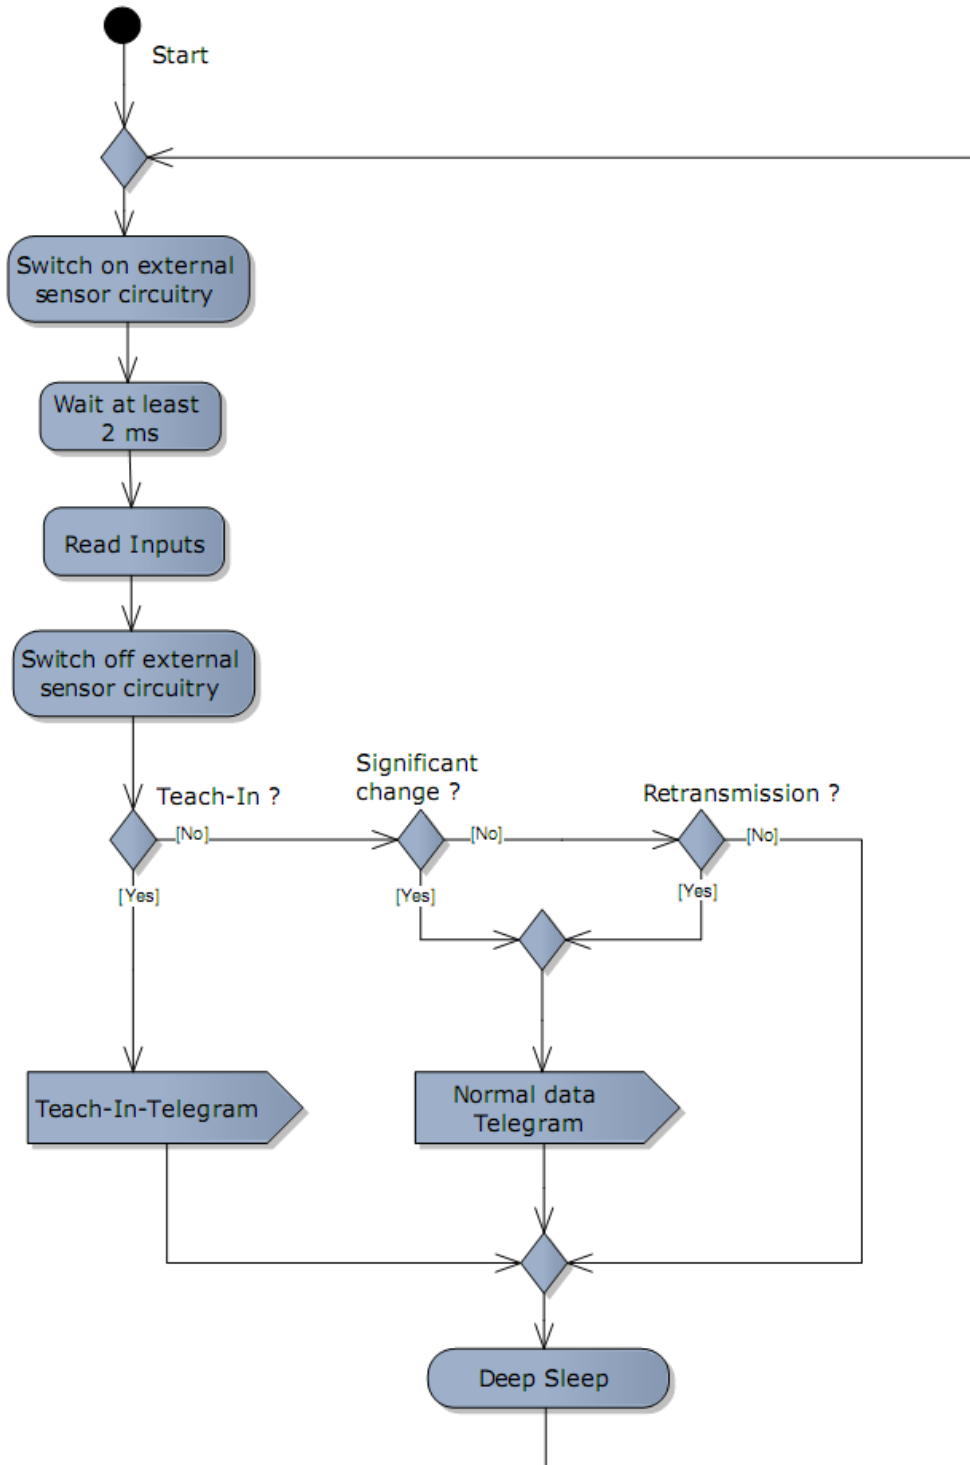 Start
Switch on external
sensor circuitry
Wait at least
2 ms
Read Inputs
Switch off external
sensor circuitry
Teach-In ?
Significant
change ?
Retransmission ?
[No]
[No]
[No]
[Yes]
[Yes]
[Yes]
Teach-In-Telegram
Normal data
Telegram
Deep Sleep